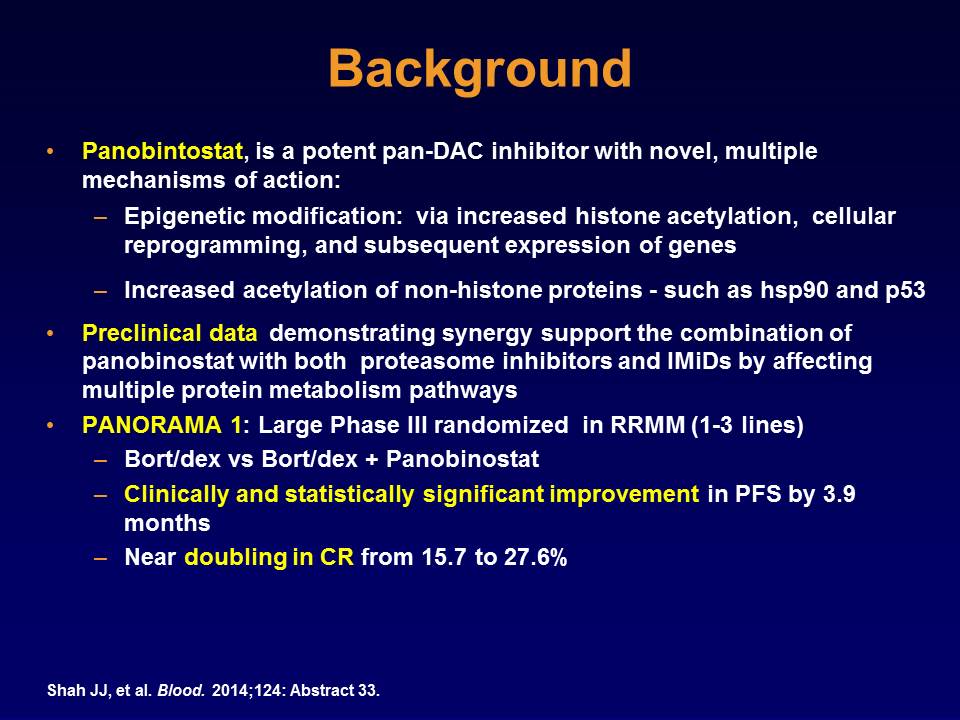 Background
• Panobintostat, is a potent pan-DAC inhibitor with novel, multiple
mechanisms of action:
– Epigenetic modification:  via increased histone acetylation,  cellular
reprogramming, and subsequent expression of genes
– Increased acetylation of non-histone proteins - such as hsp90 and p53
• Preclinical data  demonstrating synergy support the combination of
panobinostat with both  proteasome inhibitors and IMiDs by affecting
multiple protein metabolism pathways
• PANORAMA 1: Large Phase III randomized  in RRMM (1-3 lines)
– Bort/dex vs Bort/dex + Panobinostat
– Clinically and statistically significant improvement in PFS by 3.9
months
– Near doubling in CR from 15.7 to 27.6%
Shah JJ, et al. Blood. 2014;124: Abstract 33.